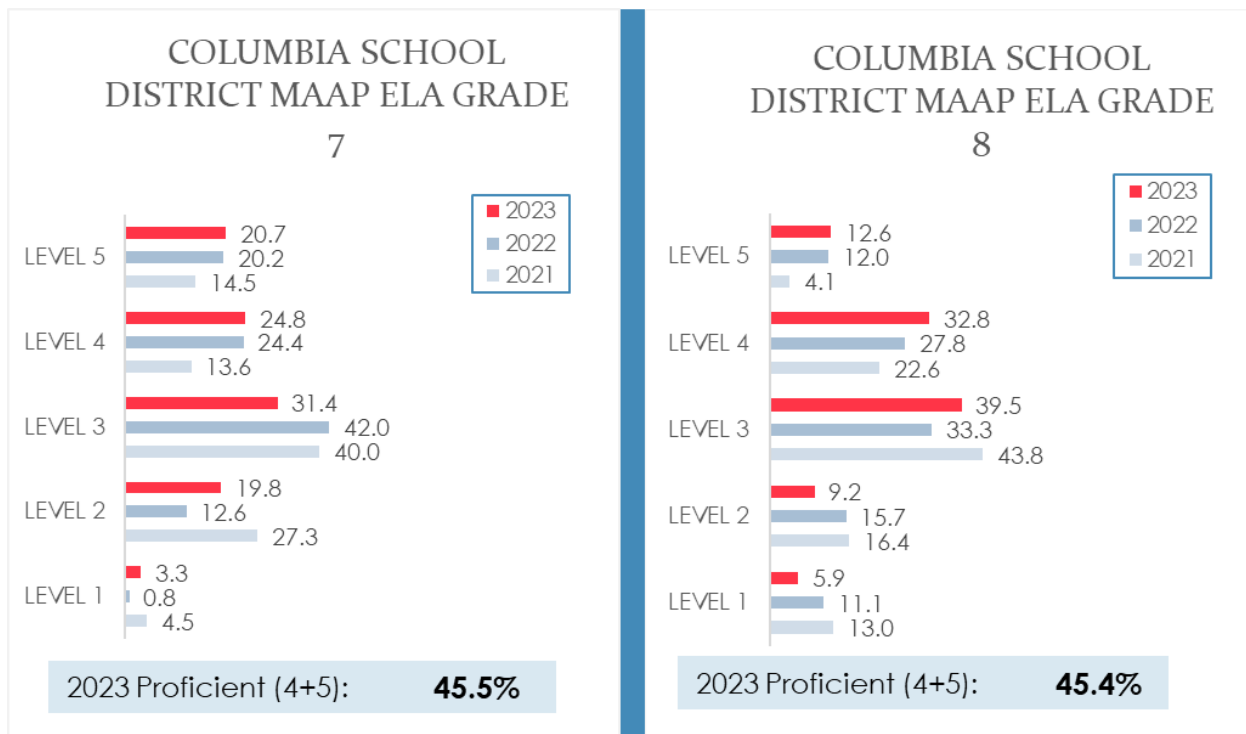 COLUMBIA SCHOOL
DISTRICT MAAP ELA GRADE
7
2023
2022
2021
LEVEL 5
20.7
20.2
14.5
LEVEL 4
24.8
24.4
13.6
LEVEL 3
31.4
42.0
40.0
LEVEL 2
19.8
12.6
27.3
LEVEL 1
3.3
0.8
4.5
2023 Proficient (4+5): 45.5%
COLUMBIA SCHOOL
DISTRICT MAAP ELA GRADE
8
2023
2022
2021
LEVEL 5
12.6
12.0
4.1
LEVEL 4
32.8
27.8
22.6
LEVEL 3
39.5
33.3
43.8
LEVEL 2
9.2
15.7
16.4
LEVEL 1
5.9
11.1
13.0
2023 Proficient (4+5): 45.4%